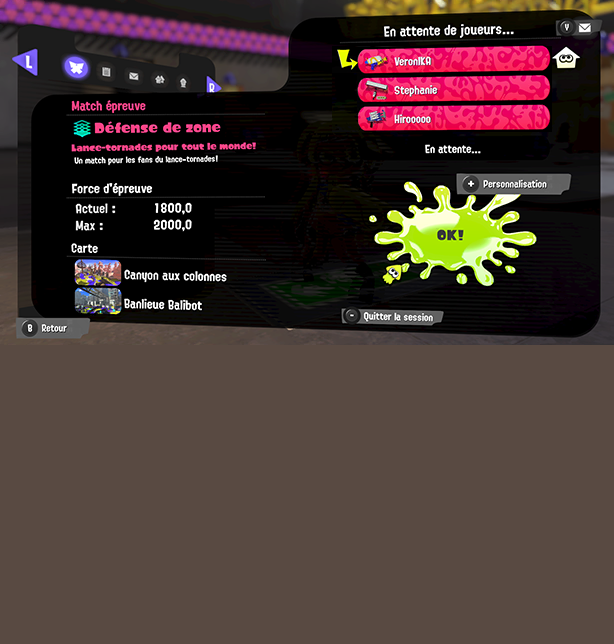 L
R
Match épreuve
Défense de zone
Lance-tornades pour tout le monde!
Un match pour les fans du lance-tornades!
Force d'épreuve
Actuel : 1800,0
Max : 2000,0
Carte
Canyon aux colonnes
Banlieue Balibot
B Retour
En attente de joueurs...
Y
VeronIKA
Stephanie
Hirooooo
En attente...
+ Personnalisation
OK!
- Quitter la session